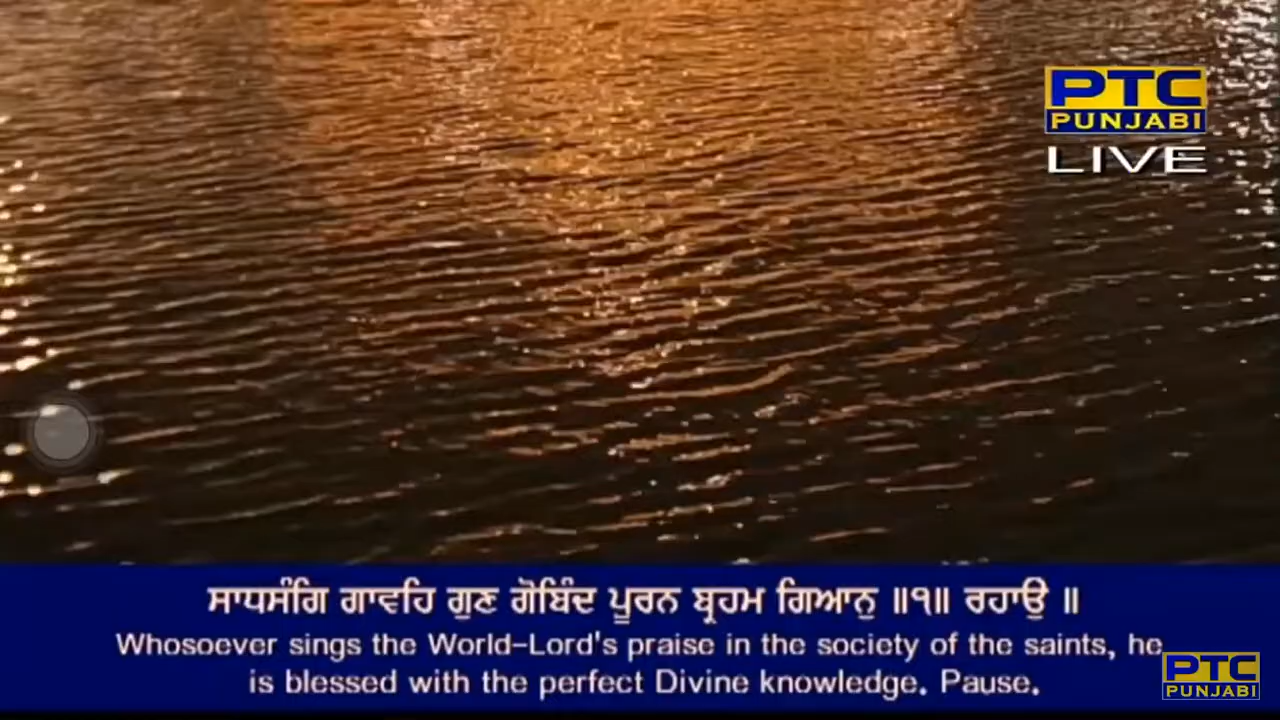 PTC
PUNJABI
LIVE
ਸਾਧਸੰਗਿ ਗਾਵਹਿ ਗੁਣ ਗੋਬਿੰਦ ਪੂਰਨ ਬ੍ਰਹਮ ਗਿਆਨੁ ॥੧॥ ਰਹਾਉ ॥
Whosoever sings the World-Lord's praise in the society of the saints, he
is blessed with the perfect Divine knowledge. Pause.
PTC
PUNJABI